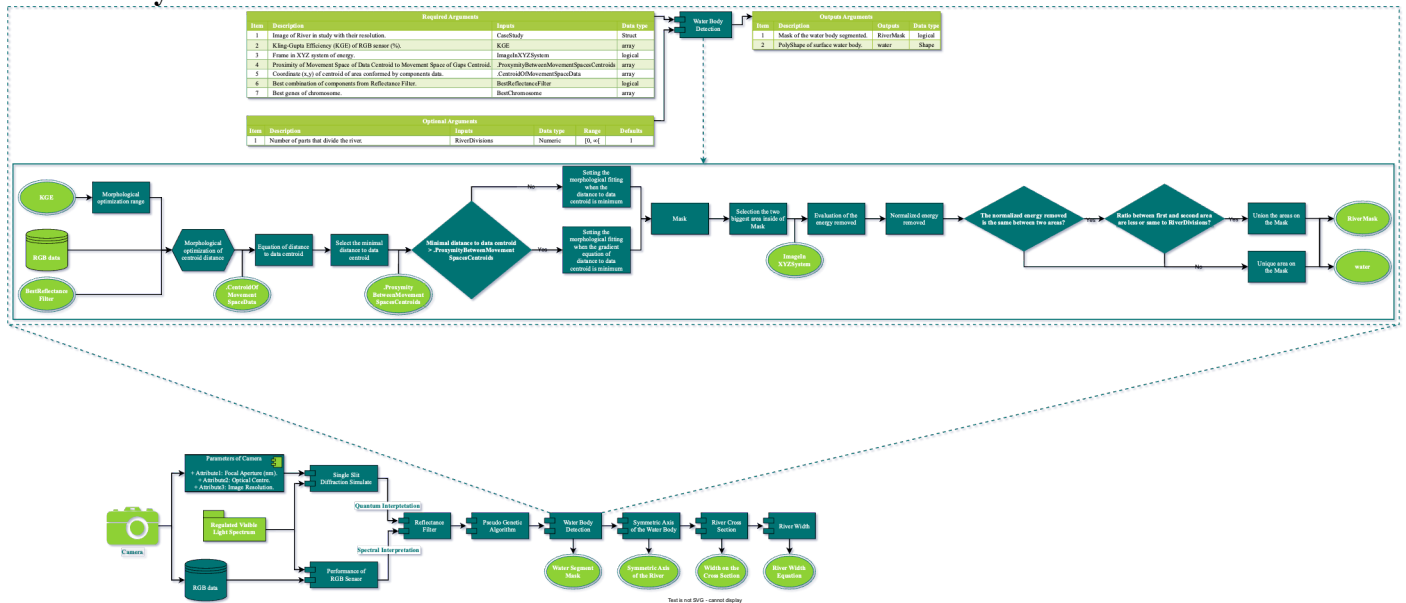 y
Required Arguments
Item Description Inputs Data type
1 Image of River in study with their resolution. CaseStudy Struct
2 Kling-Gupta Efficiency (KGE) of RGB sensor (%). KGE array
3 Frame in XYZ system of energy. ImageInXYZSystem logical
4 Proximity of Movement Space of Data Centroid to Movement Space of Gaps Centroid. .ProxymityBetweenMovementSpacesCentroids array
5 Coordinate (x,y) of centroid of area conformed by components data. .CentroidOfMovementSpaceData array
6 Best combination of components from Reflectance Filter. BestReflectanceFilter logical
7 Best genes of chromosome. BestChromosome array
Optional Arguments
Item Description Inputs Data type Range Defaults
1 Number of parts that divide the river. RiverDivisions Numeric [0, ∞[ 1
Water Body
Detection
Outputs Arguments
Item Description. Outputs Data type
1 Mask of the water body segmented. RiverMask logical
2 PolyShape of surface water body. water Shape
KGE
Morphological
optimization range
RGB data
BestReflectance
Filter
Morphological
optimization of
centroid distance
.CentroidOf
Movement
SpaceData
Equation of distance
to data centroid
Select the minimal
distance to data
centroid
.Proxymity
BetweenMovement
SpacesCentroids
Minimal distance to data centroid
> .ProxymityBetweenMovement
SpacesCentroids
No
Yes
Setting the
morphological fitting
when the
distance to data
centroid is minimum
Setting the
morphological fitting
when the gradient
equation of
distance to data
centroid is minimum
Mask
Selection the two
biggest area inside of
Mask
ImageIn
XYZSystem
Evaluation of the
energy removed
Normalized energy
removed
The normalized energy removed
is the same between two areas?
Yes
Ratio between first and second area
are less or same to RiverDivisions?
Yes
No
Union the areas on
the Mask
Unique area on
the Mask
RiverMask
water
Camera
Parameters of Camera
+ Attribute1: Focal Aperture (nm).
+ Attribute2: Optical Centre.
+ Attribute3: Image Resolution.
Regulated Visible
Light Spectrum
RGB data
Single Slit
Diffraction Simulate
Performance of
RGB Sensor
Quantum Interpretation
Spectral Interpretation
Reflectance
Filter
Pseudo Genetic
Algorithm
Water Body
Detection
Symmetric Axis
of the Water Body
River Cross
Section
River Width
Water Segment
Mask
Symmetric Axis
of the River
Width on the
Cross Section
River Width
Equation
Text is not SVG - cannot display